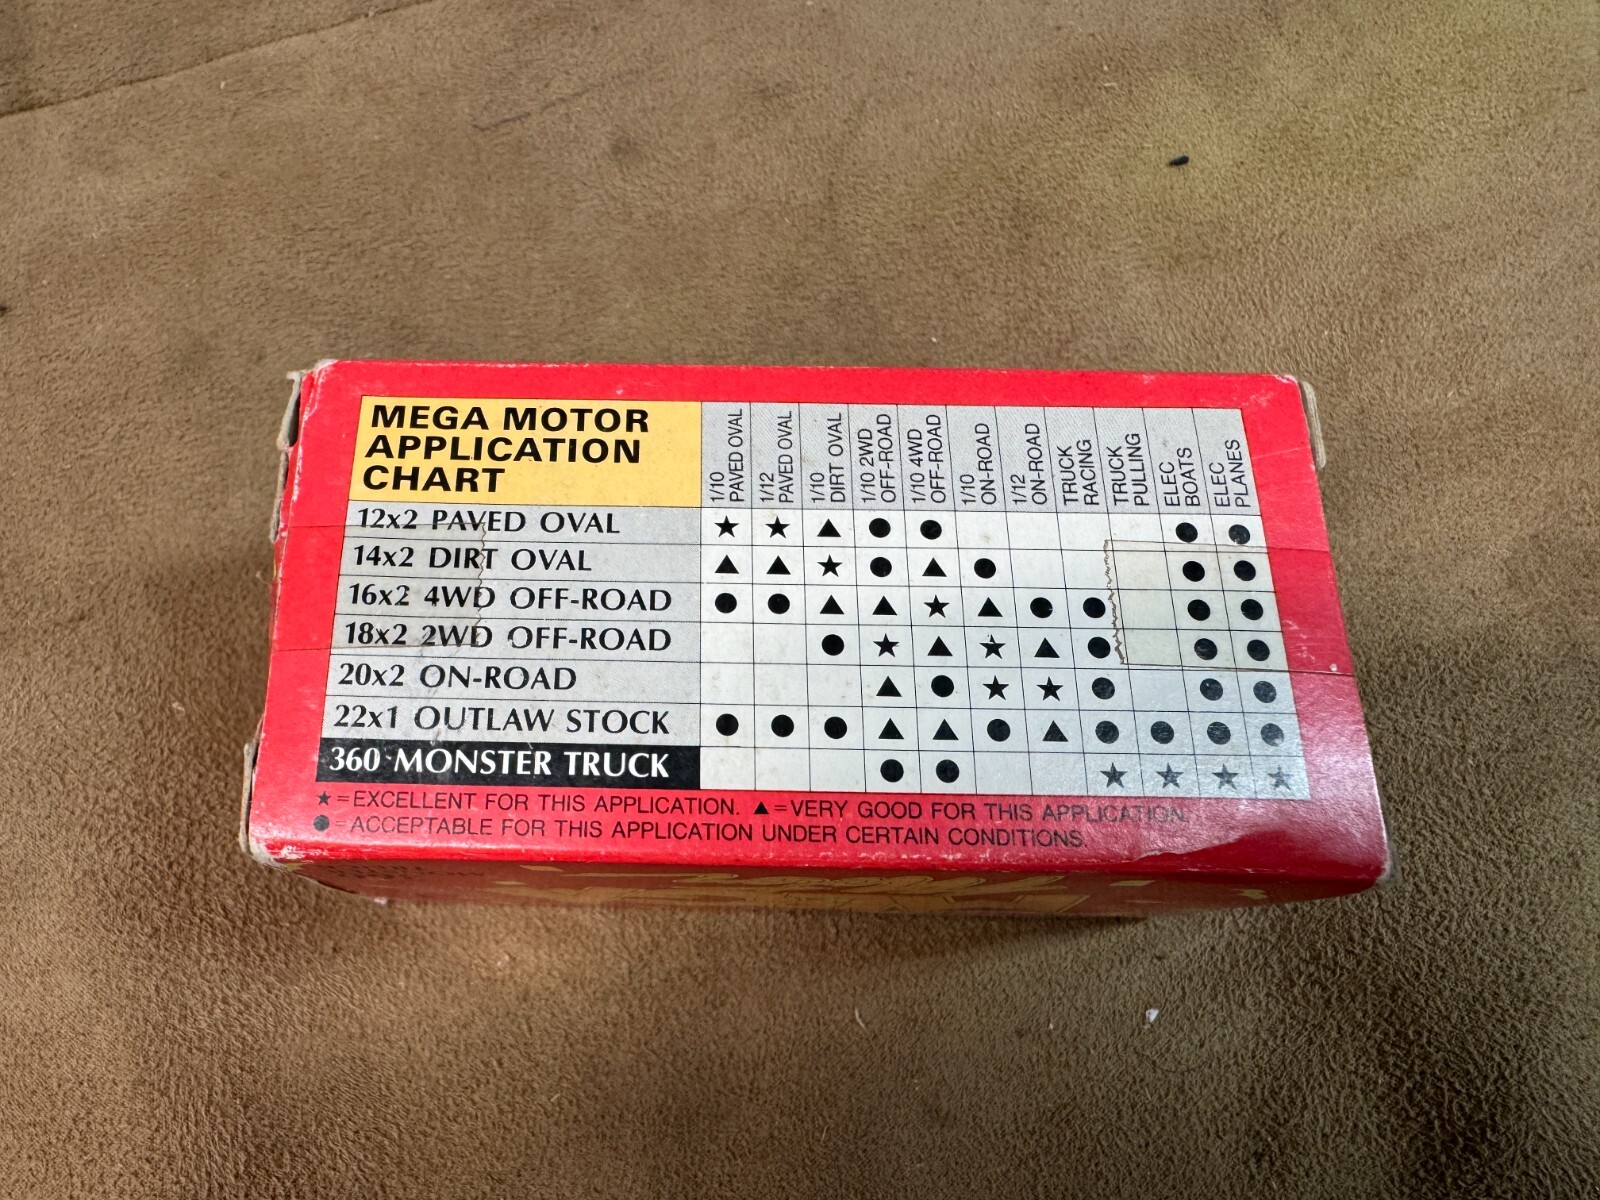 MEGA MOTOR
APPLICATION
CHART
1/10
PAVED OVAL
1/12
PAVED OVAL
1/10
DIRT OVAL
1/10 2WD
OFF-ROAD
1/10 4WD
OFF-ROAD
1/10
ON-ROAD
1/12
ON-ROAD
TRUCK
RACING
TRUCK
PULLING
ELEC
BOATS
ELEC
PLANES
12x2 PAVED OVAL ★ ★ ▲ ● ● ● ●
14x2 DIRT OVAL ▲ ▲ ★ ● ▲ ● ● ●
16x2 4WD OFF-ROAD ● ● ▲ ▲ ★ ▲ ● ● ● ●
18x2 2WD OFF-ROAD ● ★ ▲ ★ ▲ ● ● ●
20x2 ON-ROAD ▲ ● ★ ★ ● ● ●
22x1 OUTLAW STOCK ● ● ● ▲ ▲ ● ▲ ● ● ● ●
360 MONSTER TRUCK ● ● ★ ★ ★ ★
★=EXCELLENT FOR THIS APPLICATION. ▲=VERY GOOD FOR THIS APPLICATION.
●=ACCEPTABLE FOR THIS APPLICATION UNDER CERTAIN CONDITIONS.